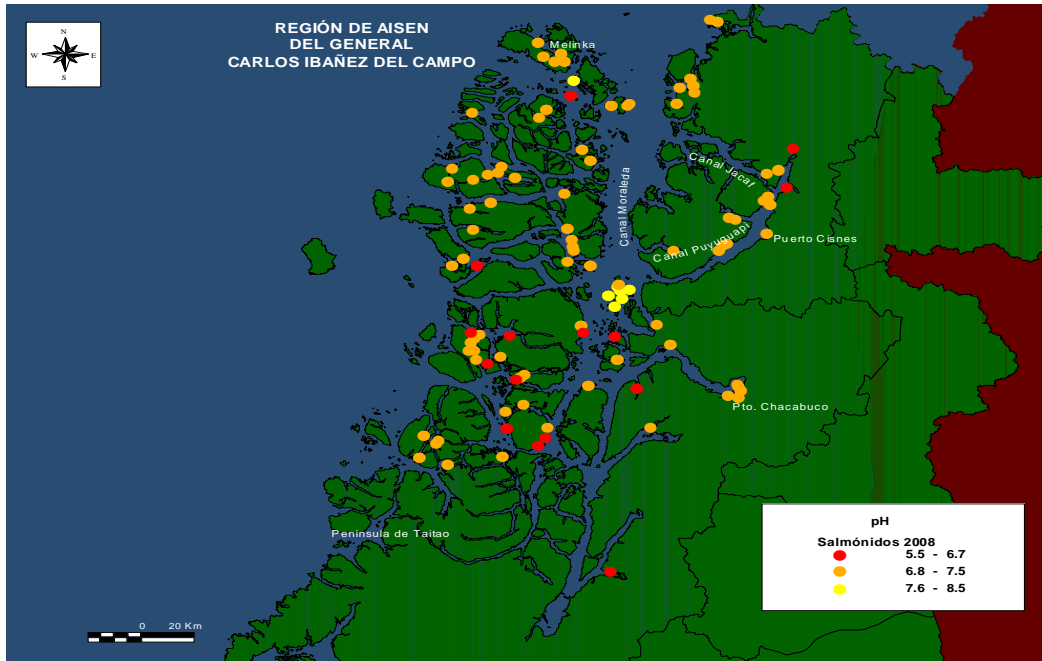 REGIÓN DE AISEN
DEL GENERAL
CARLOS IBAÑEZ DEL CAMPO
N
W
E
S
Melinka
Canal Jacaf
Canal Moraleda
Canal Puyuguapi
Puerto Cisnes
Pto. Chacabuco
Peninsula de Taitao
pH
Salmónidos 2008
5.5 - 6.7
6.8 - 7.5
7.6 - 8.5
0 20 Km